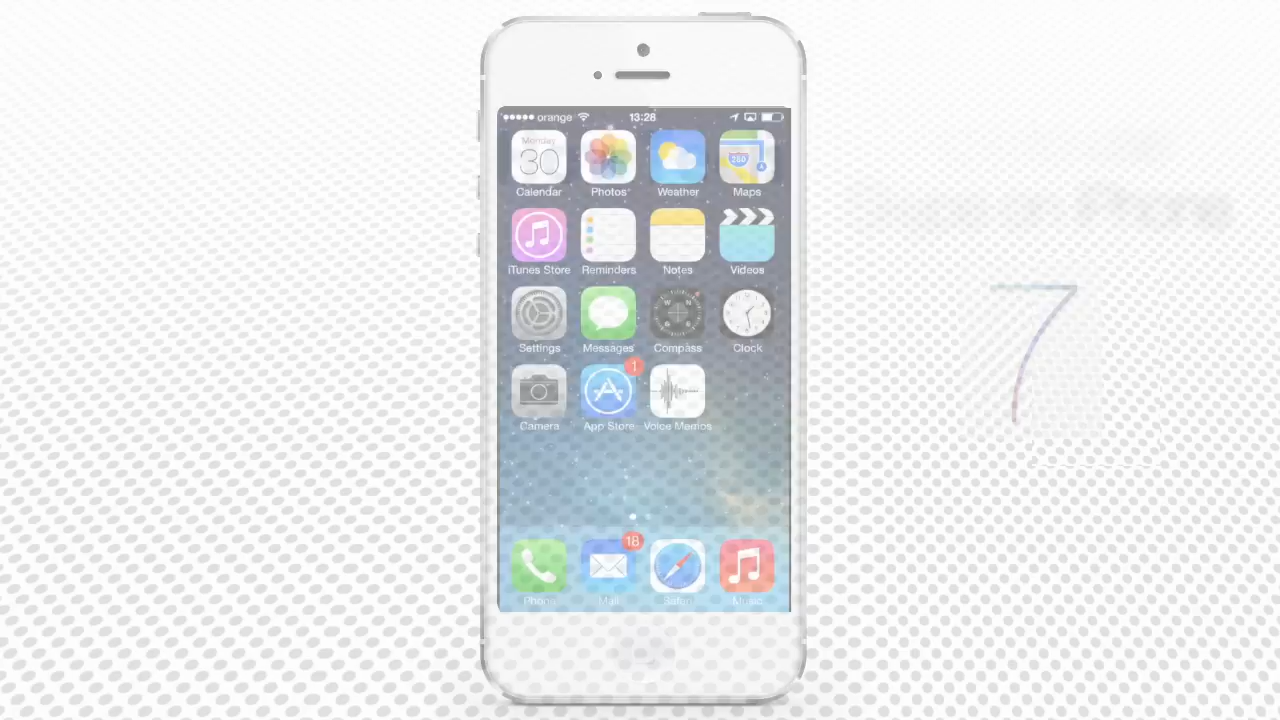 orange 13:28
Monday
30 280
Calendar Photos Weather Maps
iTunes Store Reminders Notes Videos
N W E S
Settings Messages Compass Clock
1
Camera App Store Voice Memos
18
Phone Mail Safari Music
7